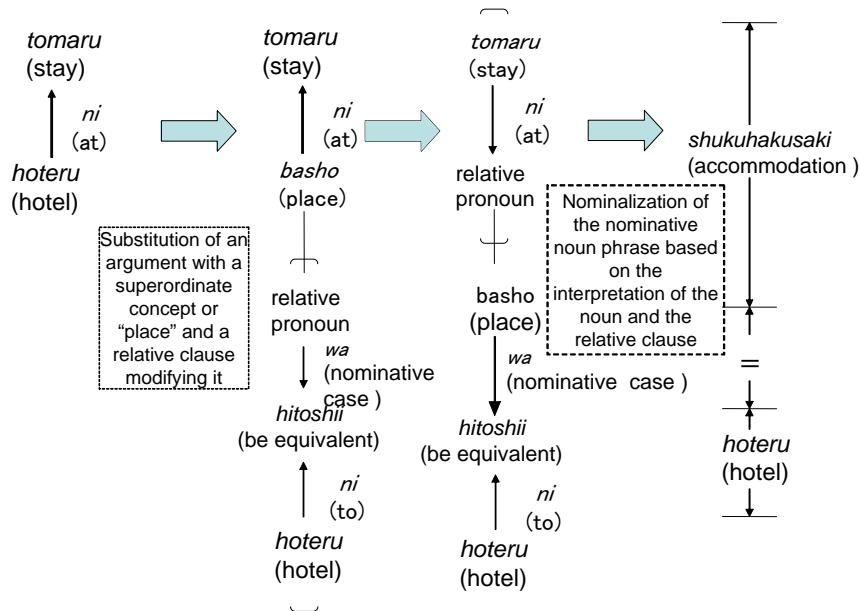 tomaru
(stay)
ni
(at)
hoteru
(hotel)
tomaru
(stay)
ni
(at)
basho
(place)
relative
pronoun
wa
(nominative
case )
hitoshii
(be equivalent)
ni
(to)
hoteru
(hotel)
Substitution of an
argument with a
superordinate
concept or
“place” and a
relative clause
modifying it
tomaru
(stay)
ni
(at)
relative
pronoun
basho
(place)
wa
(nominative case )
hitoshii
(be equivalent)
ni
(to)
hoteru
(hotel)
Nominalization of
the nominative
noun phrase based
on the
interpretation of the
noun and the
relative clause
shukuhakusaki
(accommodation )
=
hoteru
(hotel)